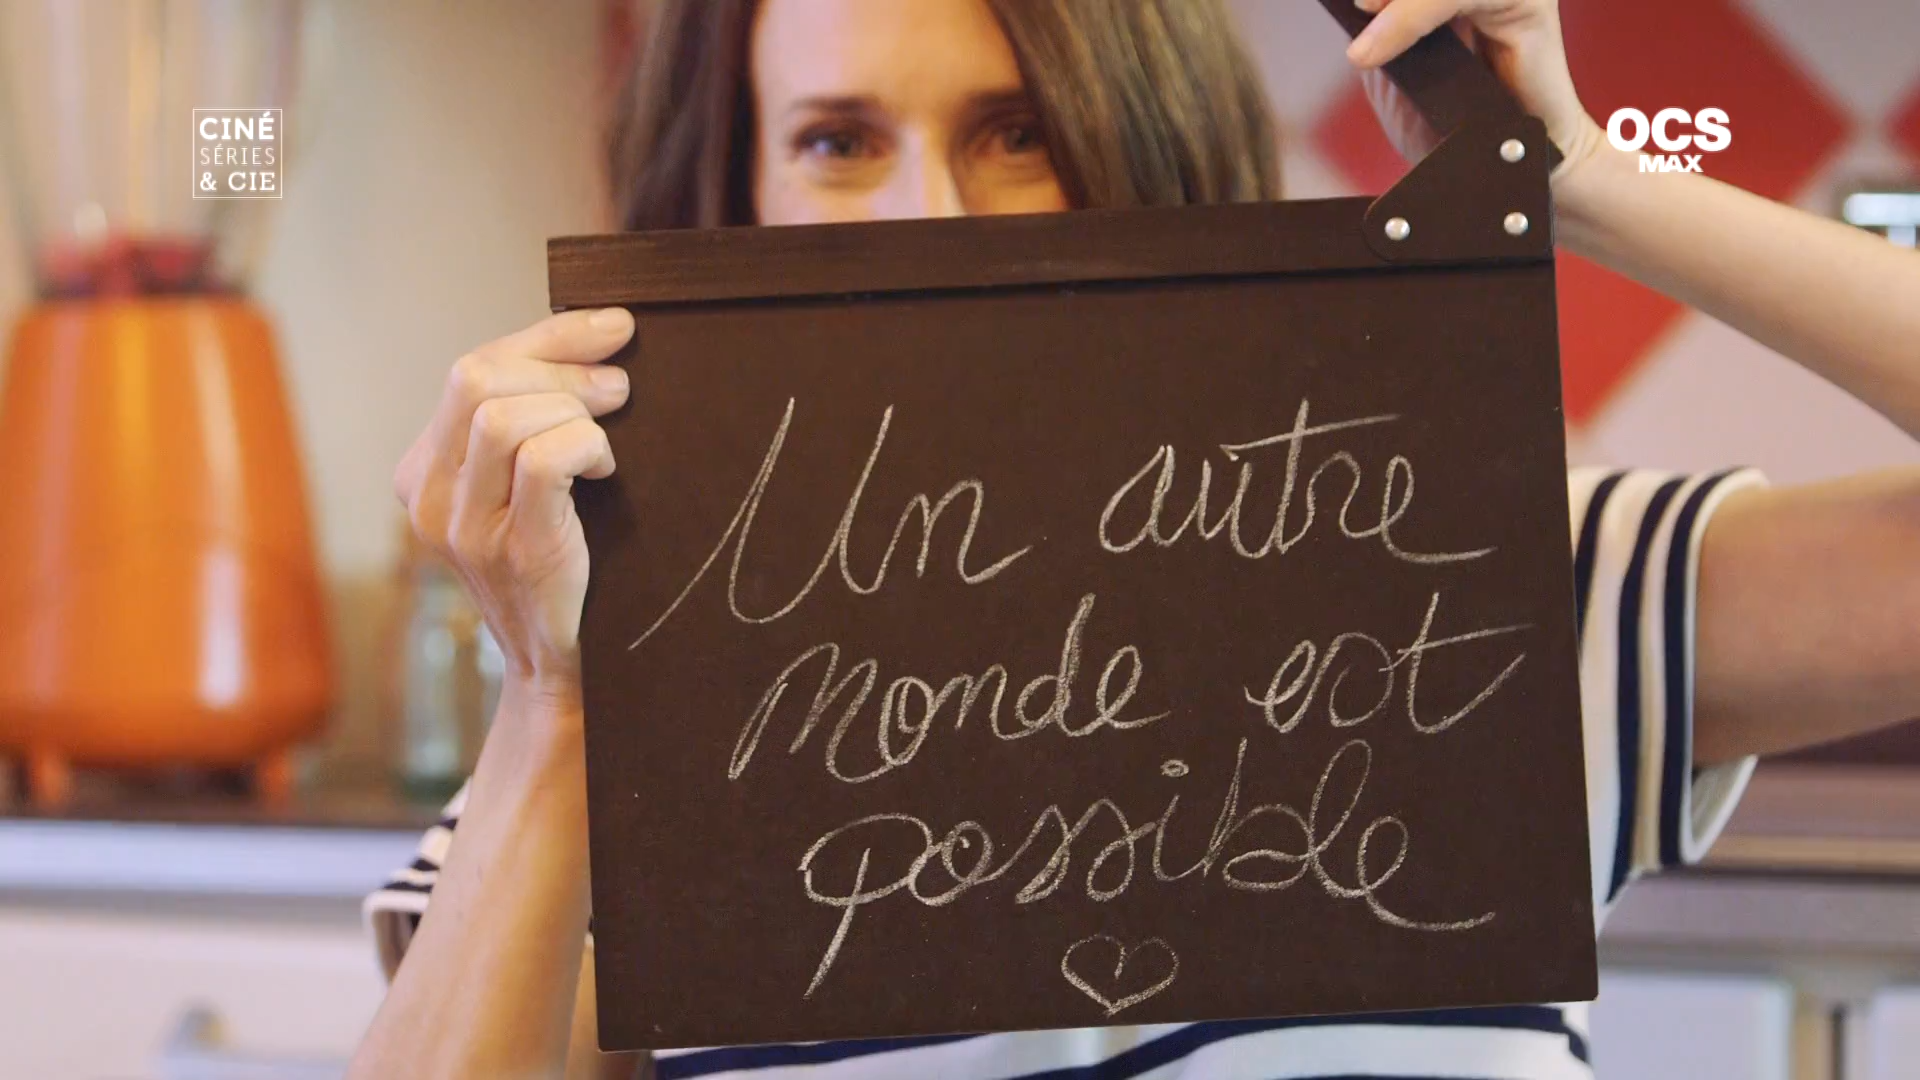 CINÉ
SÉRIES
& CIE
OCS
MAX
Un autre
monde est
possible